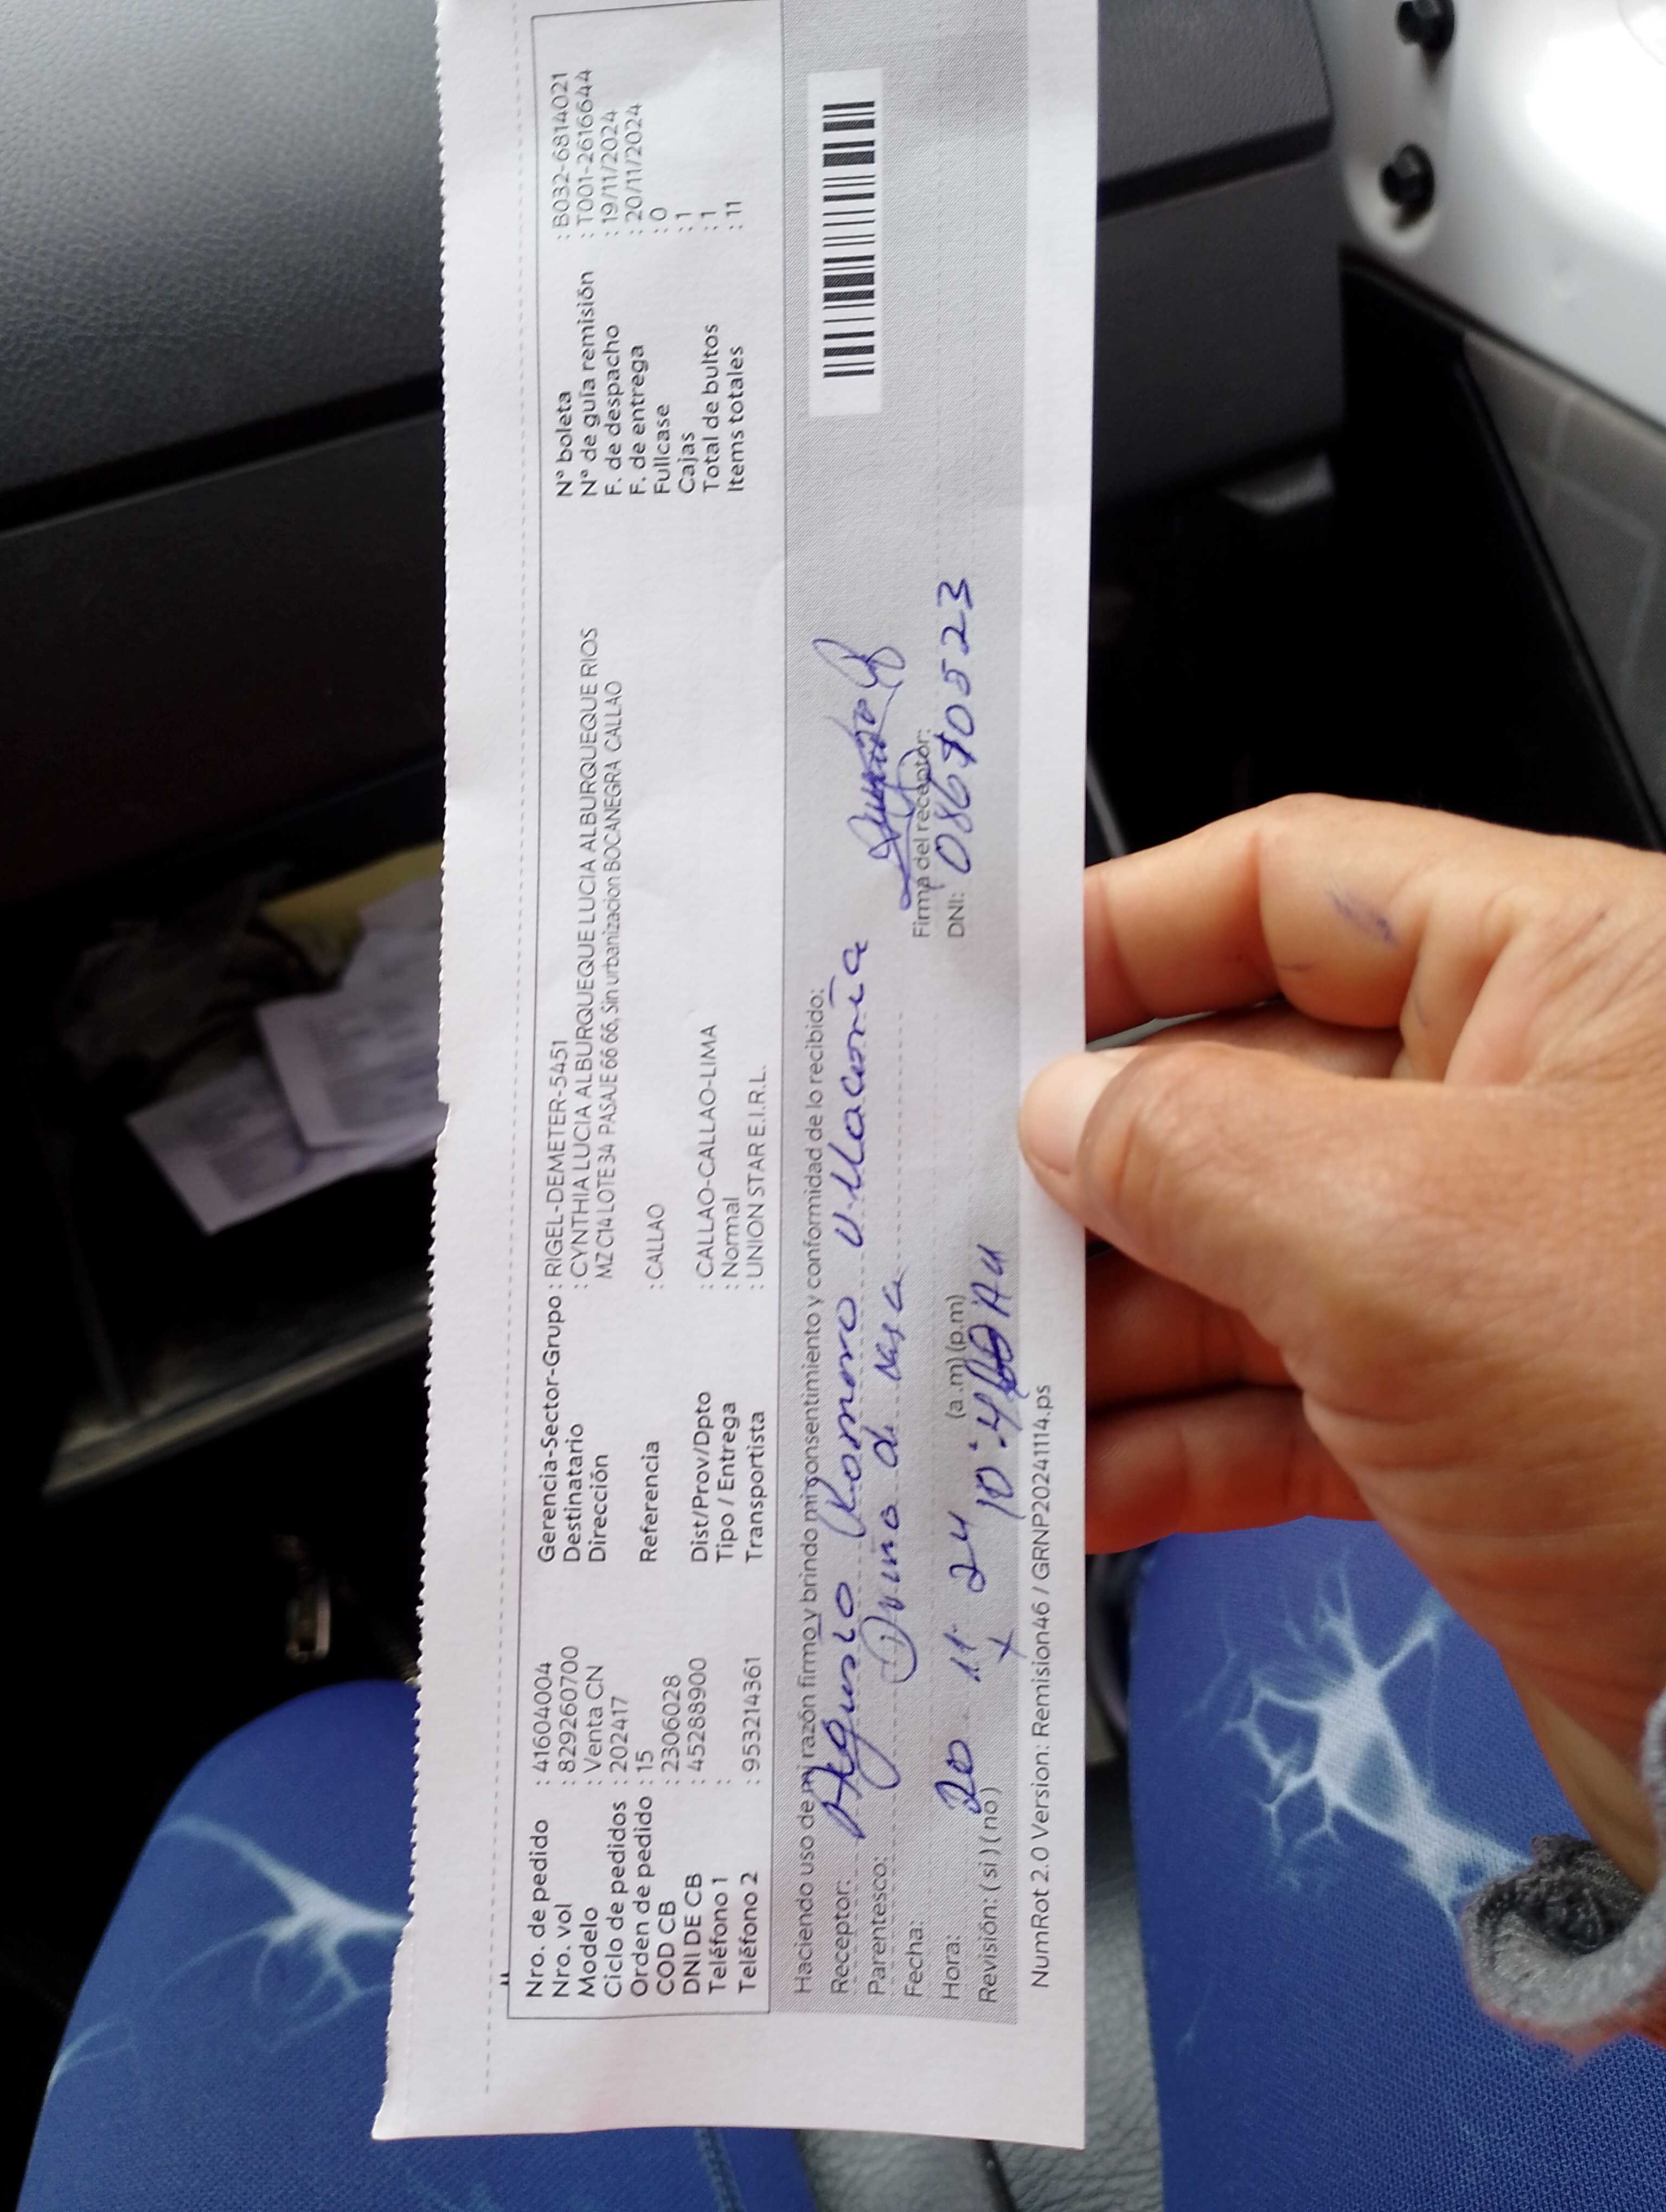 Nro. de pedido : 41604004
Nro. vol : 829260700
Modelo : Venta CN
Ciclo de pedidos : 202417
Orden de pedido : 15
COD CB : 2306028
DNI DE CB : 45288900
Teléfono 1 :
Teléfono 2 : 953214361
Gerencia-Sector-Grupo : RIGEL-DEMETER-5451
Destinatario : CYNTHIA LUCIA ALBURQUEQUE LUCIA ALBURQUEQUE RIOS
Dirección MZ C14 LOTE 34 PASAJE 66 66, Sin urbanizacion BOCANEGRA CALLAO
Referencia : CALLAO
Dist/Prov/Dpto : CALLAO-CALLAO-LIMA
Tipo / Entrega : Normal
Transportista : UNION STAR E.I.R.L.
N° boleta : B032-6814021
N° de guía remisión : T001-2616644
F. de despacho : 19/11/2024
F. de entrega : 20/11/2024
Fullcase : 0
Cajas : 1
Total de bultos : 1
Items totales : 11
Haciendo uso de mi razón firmo y brindo mi consentimiento y conformidad de lo recibido:
Receptor: Romero
Parentesco: de
Fecha: 20 11 24
Hora: (a.m) (p.m) 10
Revisión: ( si ) ( no )
Firma del receptor:
DNI:
NumRot 2.0 Version: Remision46 / GRNP20241114.ps